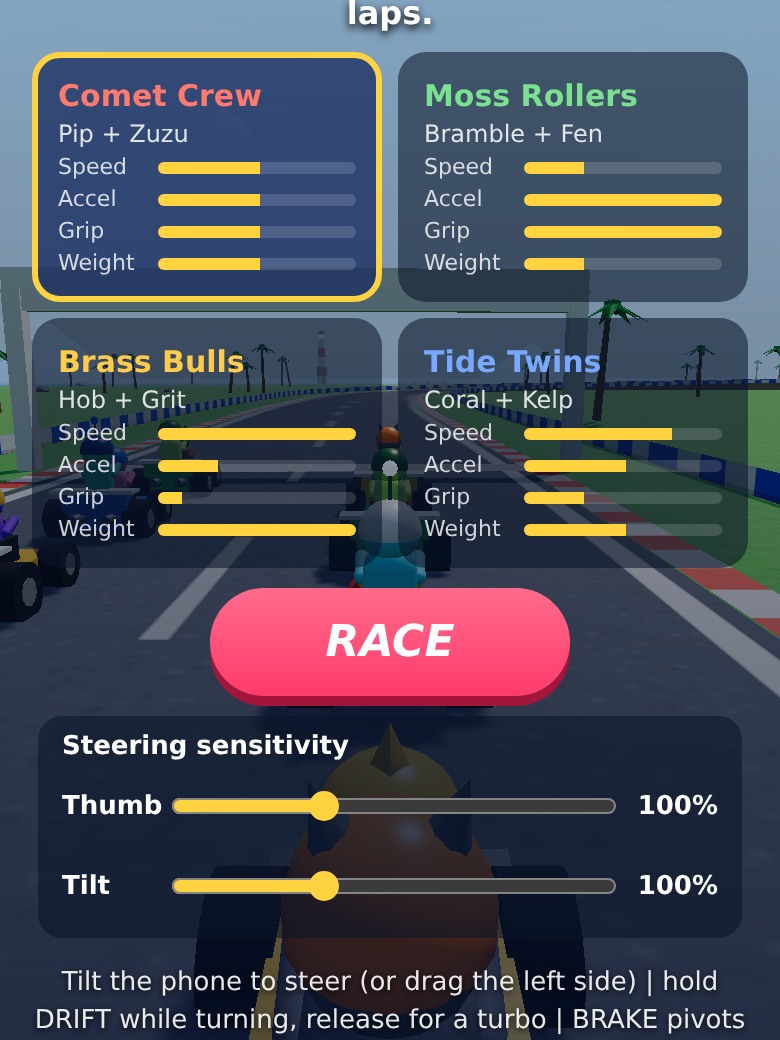 laps.
Comet Crew
Pip + Zuzu
Speed
Accel
Grip
Weight
Moss Rollers
Bramble + Fen
Speed
Accel
Grip
Weight
Brass Bulls
Hob + Grit
Speed
Accel
Grip
Weight
Tide Twins
Coral + Kelp
Speed
Accel
Grip
Weight
RACE
Steering sensitivity
Thumb 100%
Tilt 100%
Tilt the phone to steer (or drag the left side) | hold
DRIFT while turning, release for a turbo | BRAKE pivots